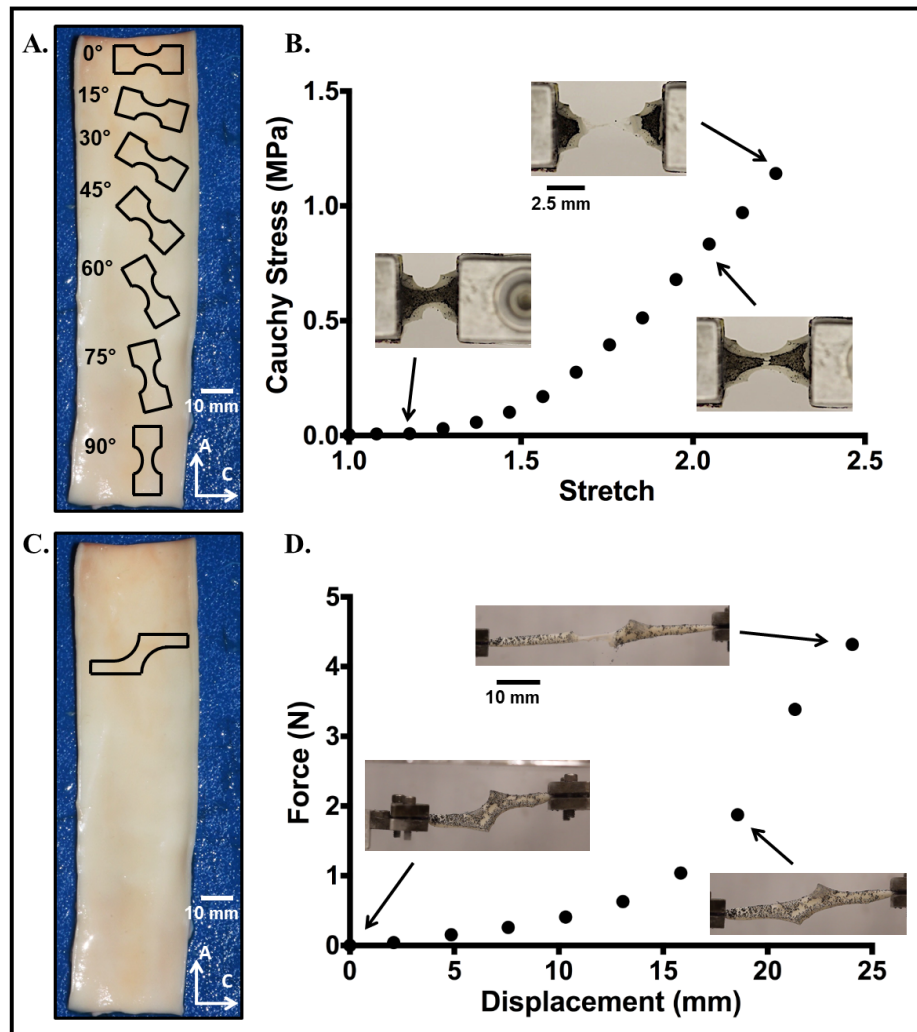 A.
0°
15°
30°
45°
60°
75°
90°
10 mm
A
C
B.
Cauchy Stress (MPa)
1.5
1.0
0.5
0.0
1.0
1.5
2.0
2.5
Stretch
2.5 mm
C.
10 mm
A
C
D.
Force (N)
5
4
3
2
1
0
0
5
10
15
20
25
Displacement (mm)
10 mm